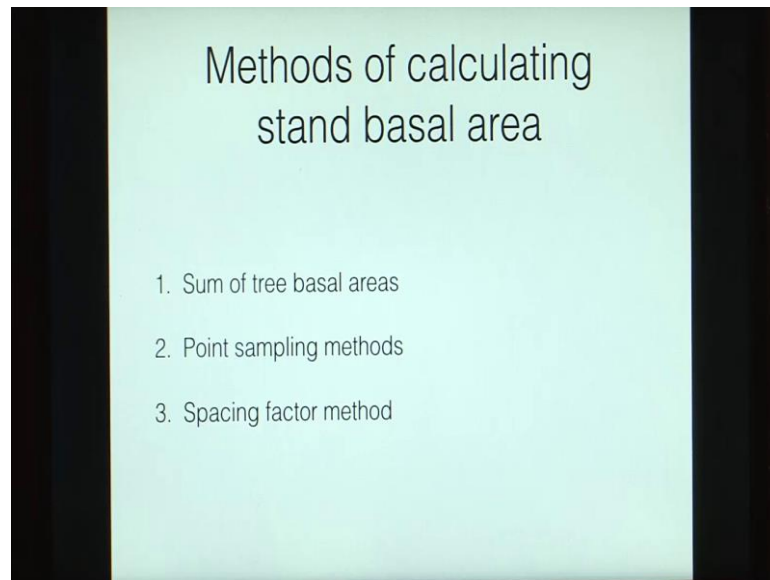 Methods of calculating
stand basal area
1. Sum of tree basal areas
2. Point sampling methods
3. Spacing factor method